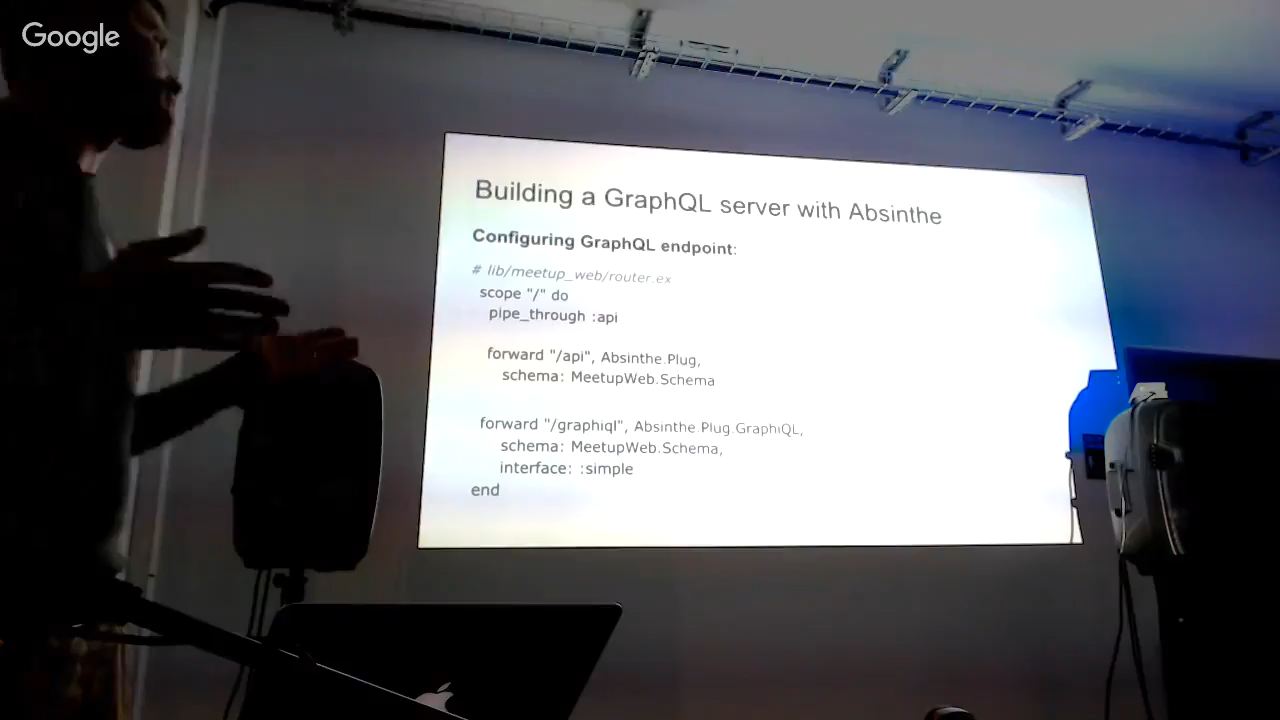 Google
Building a GraphQL server with Absinthe
Configuring GraphQL endpoint:
# lib/meetup_web/router.ex
scope "/" do
pipe_through :api
forward "/api", Absinthe.Plug,
schema: MeetupWeb.Schema
forward "/graphiql", Absinthe.Plug.GraphiQL,
schema: MeetupWeb.Schema,
interface: :simple
end